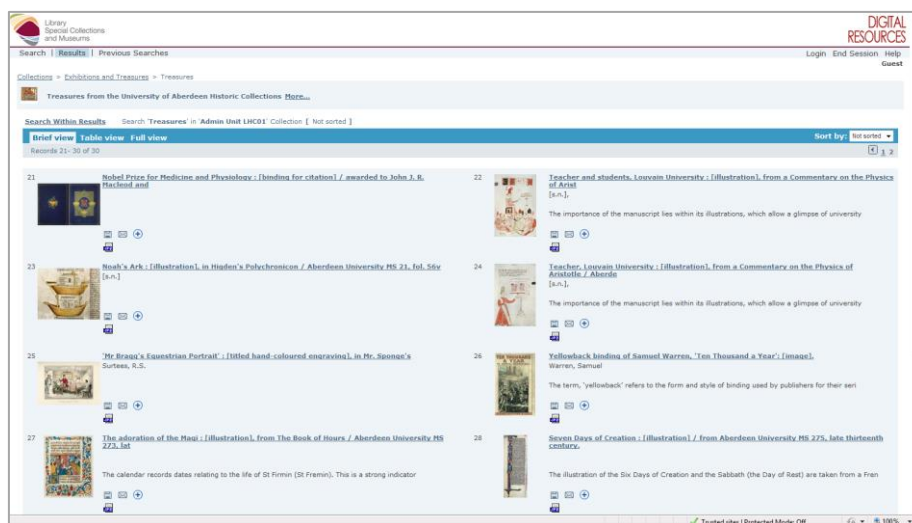 Library
Special Collections
and Museums
DIGITAL
RESOURCES
Search | Results | Previous Searches
Login End Session Help
Guest
Collections > Exhibitions and Treasures > Treasures
Treasures from the University of Aberdeen Historic Collections More...
Search Within Results Search 'Treasures' in 'Admin Unit LHC01' Collection [ Not sorted ]
Brief view Table view Full view
Sort by: Not sorted
Records 21- 30 of 30
1 2
21
Nobel Prize for Medicine and Physiology : [binding for citation] / awarded to John J. R.
Macleod and
22
Teacher and students, Louvain University : [illustration], from a Commentary on the Physics
of Arist
[s.n.],
The importance of the manuscript lies within its illustrations, which allow a glimpse of university
23
Noah's Ark : [illustration], in Higden's Polychronicon / Aberdeen University MS 21, fol. 56v
[s.n.]
24
Teacher, Louvain University : [illustration], from a Commentary on the Physics of
Aristotle / Aberde
[s.n.],
The importance of the manuscript lies within its illustrations, which allow a glimpse of university
25
'Mr Bragg's Equestrian Portrait' : [titled hand-coloured engraving], in Mr. Sponge's
Surtees, R.S.
26
TEN THOUSAND
A YEAR
Yellowback binding of Samuel Warren, 'Ten Thousand a Year': [image].
Warren, Samuel
The term, 'yellowback' refers to the form and style of binding used by publishers for their seri
27
The adoration of the Magi : [illustration], from The Book of Hours / Aberdeen University MS
273, lat
The calendar records dates relating to the life of St Firmin (St Fremin). This is a strong indicator
28
Seven Days of Creation : [illustration] / from Aberdeen University MS 275, late thirteenth
century.
The illustration of the Six Days of Creation and the Sabbath (the Day of Rest) are taken from a Fren
Trusted sites | Protected Mode: Off
100%